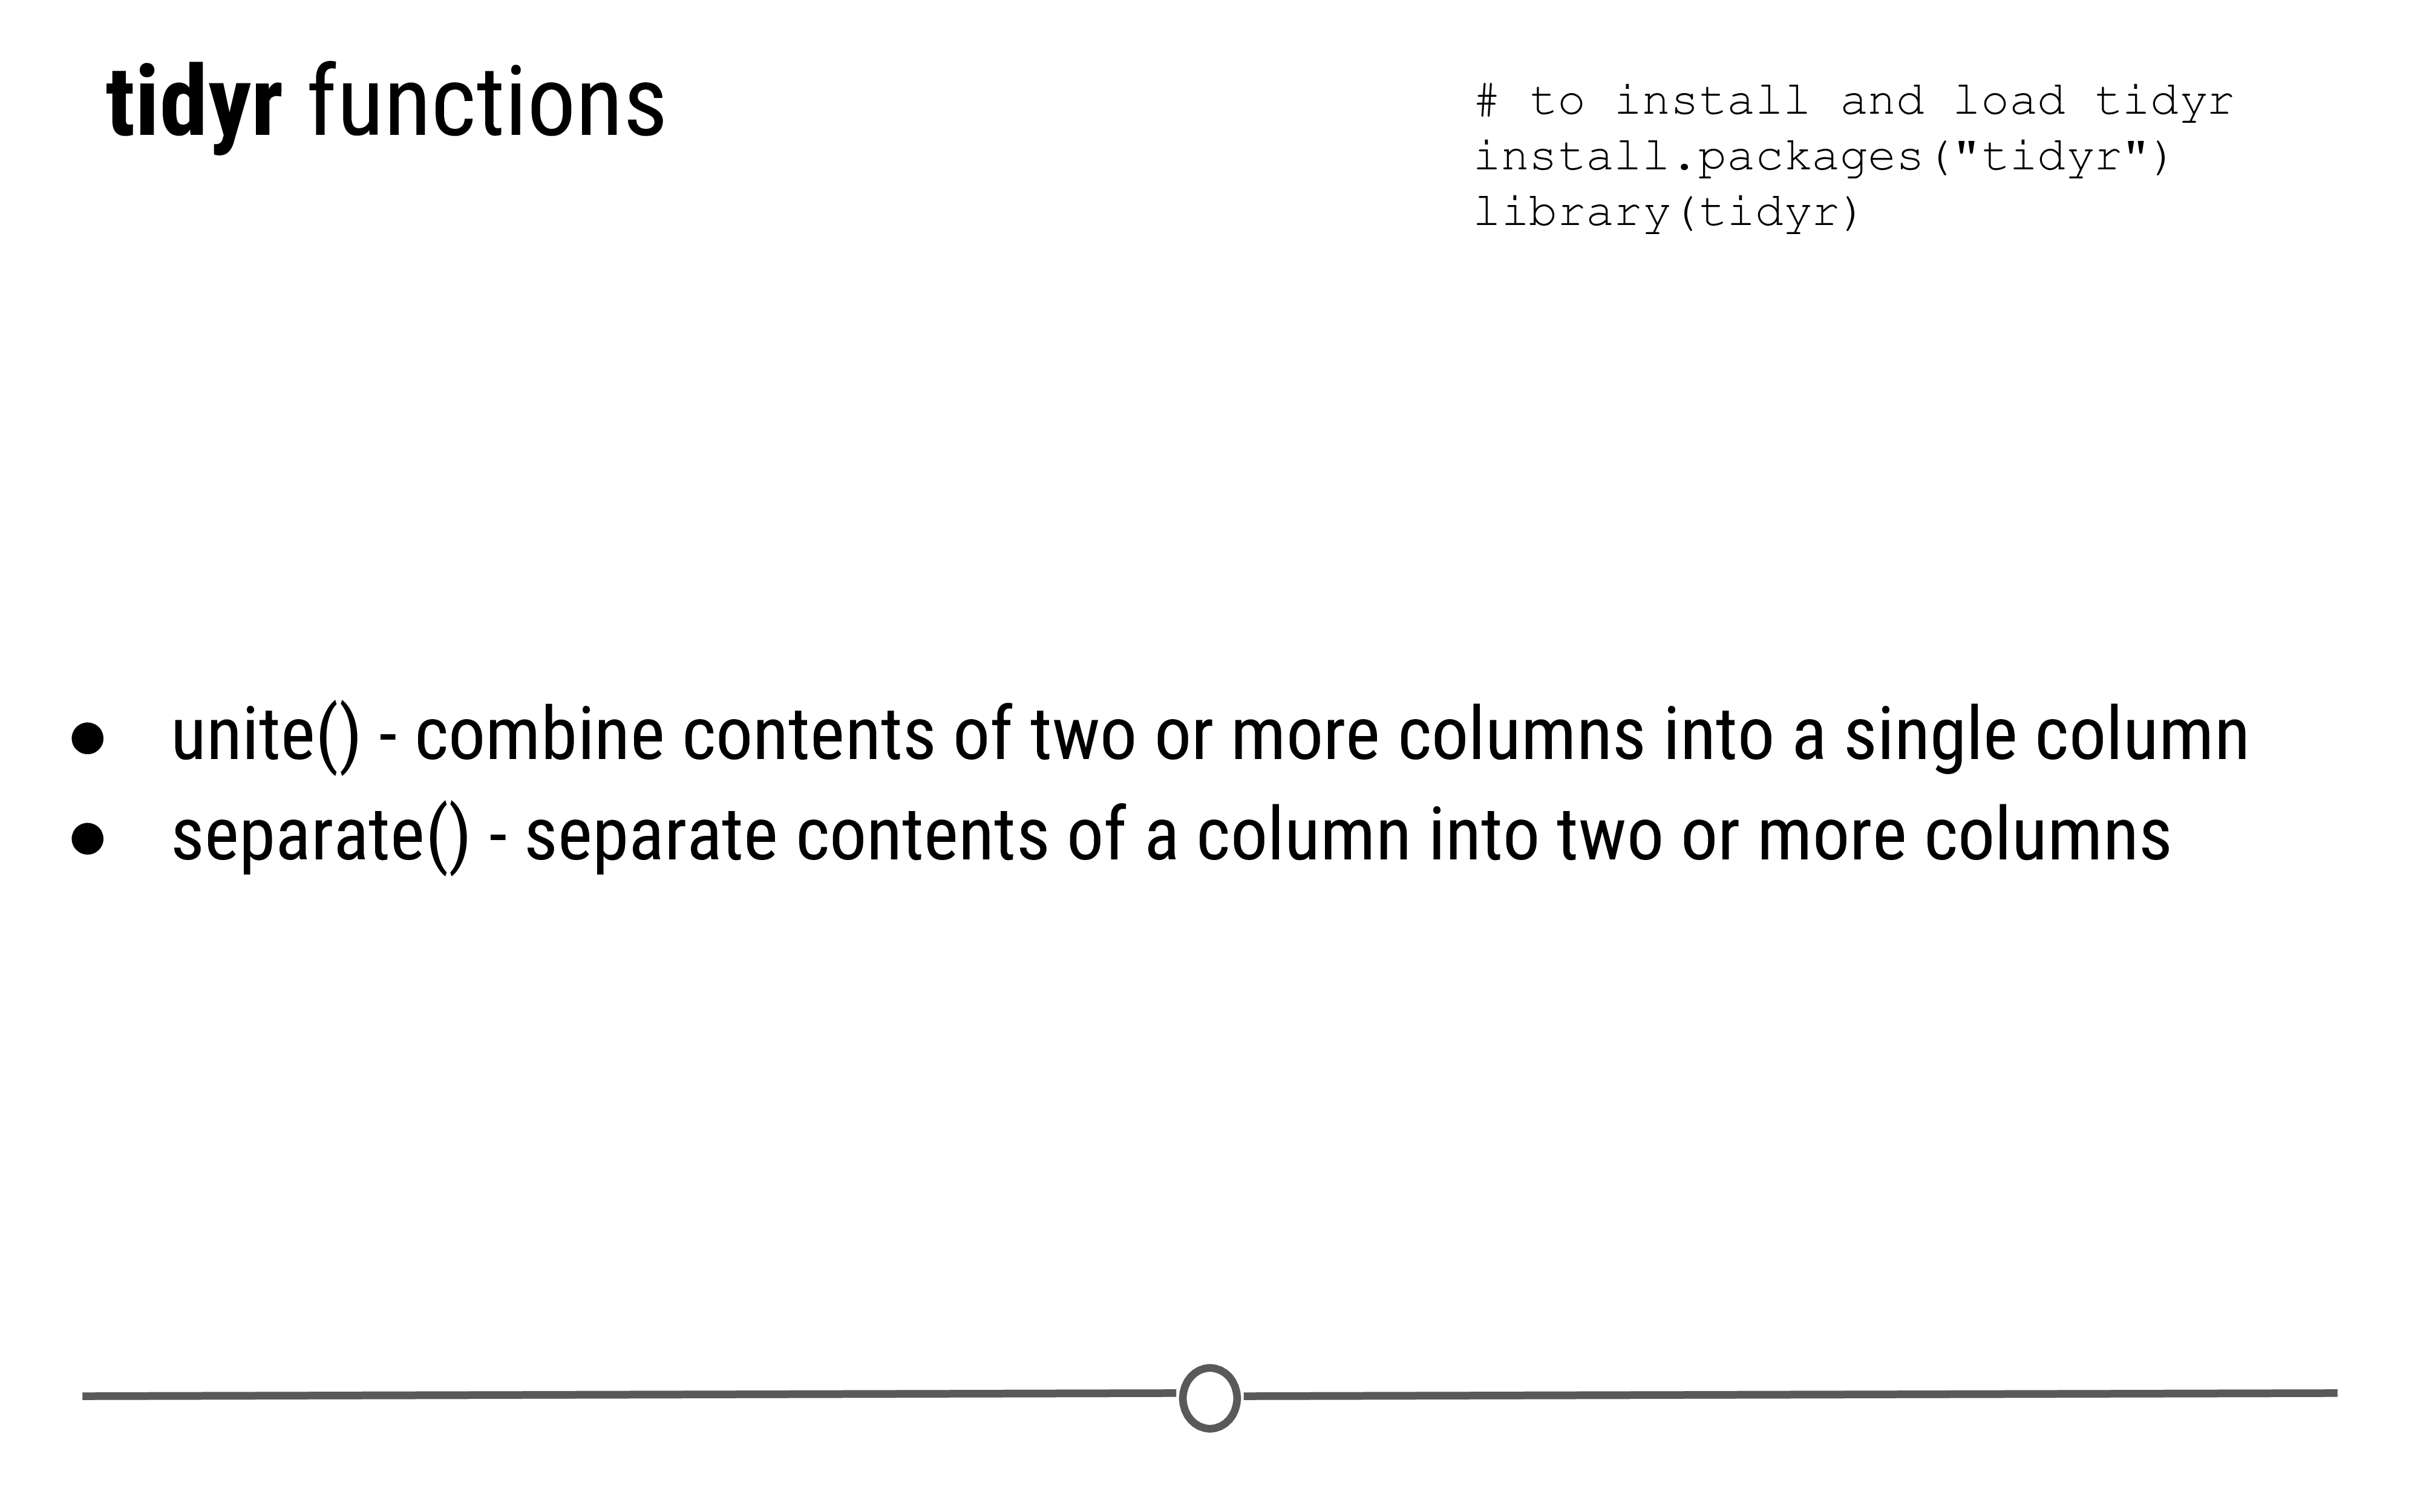 tidyr functions
# to install and load tidyr
install.packages("tidyr")
library(tidyr)
● unite() - combine contents of two or more columns into a single column
● separate() - separate contents of a column into two or more columns